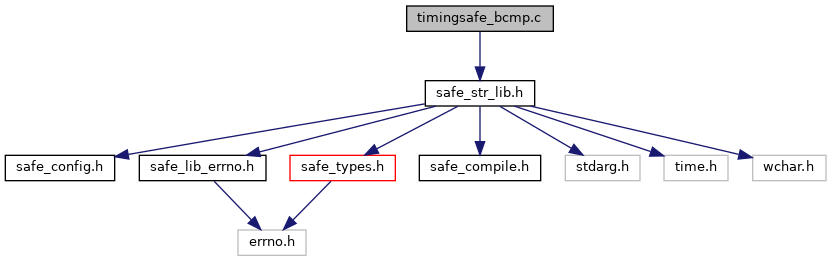 timingsafe_bcmp.c
safe_str_lib.h
safe_config.h
safe_lib_errno.h
safe_types.h
safe_compile.h
stdarg.h
time.h
wchar.h
errno.h